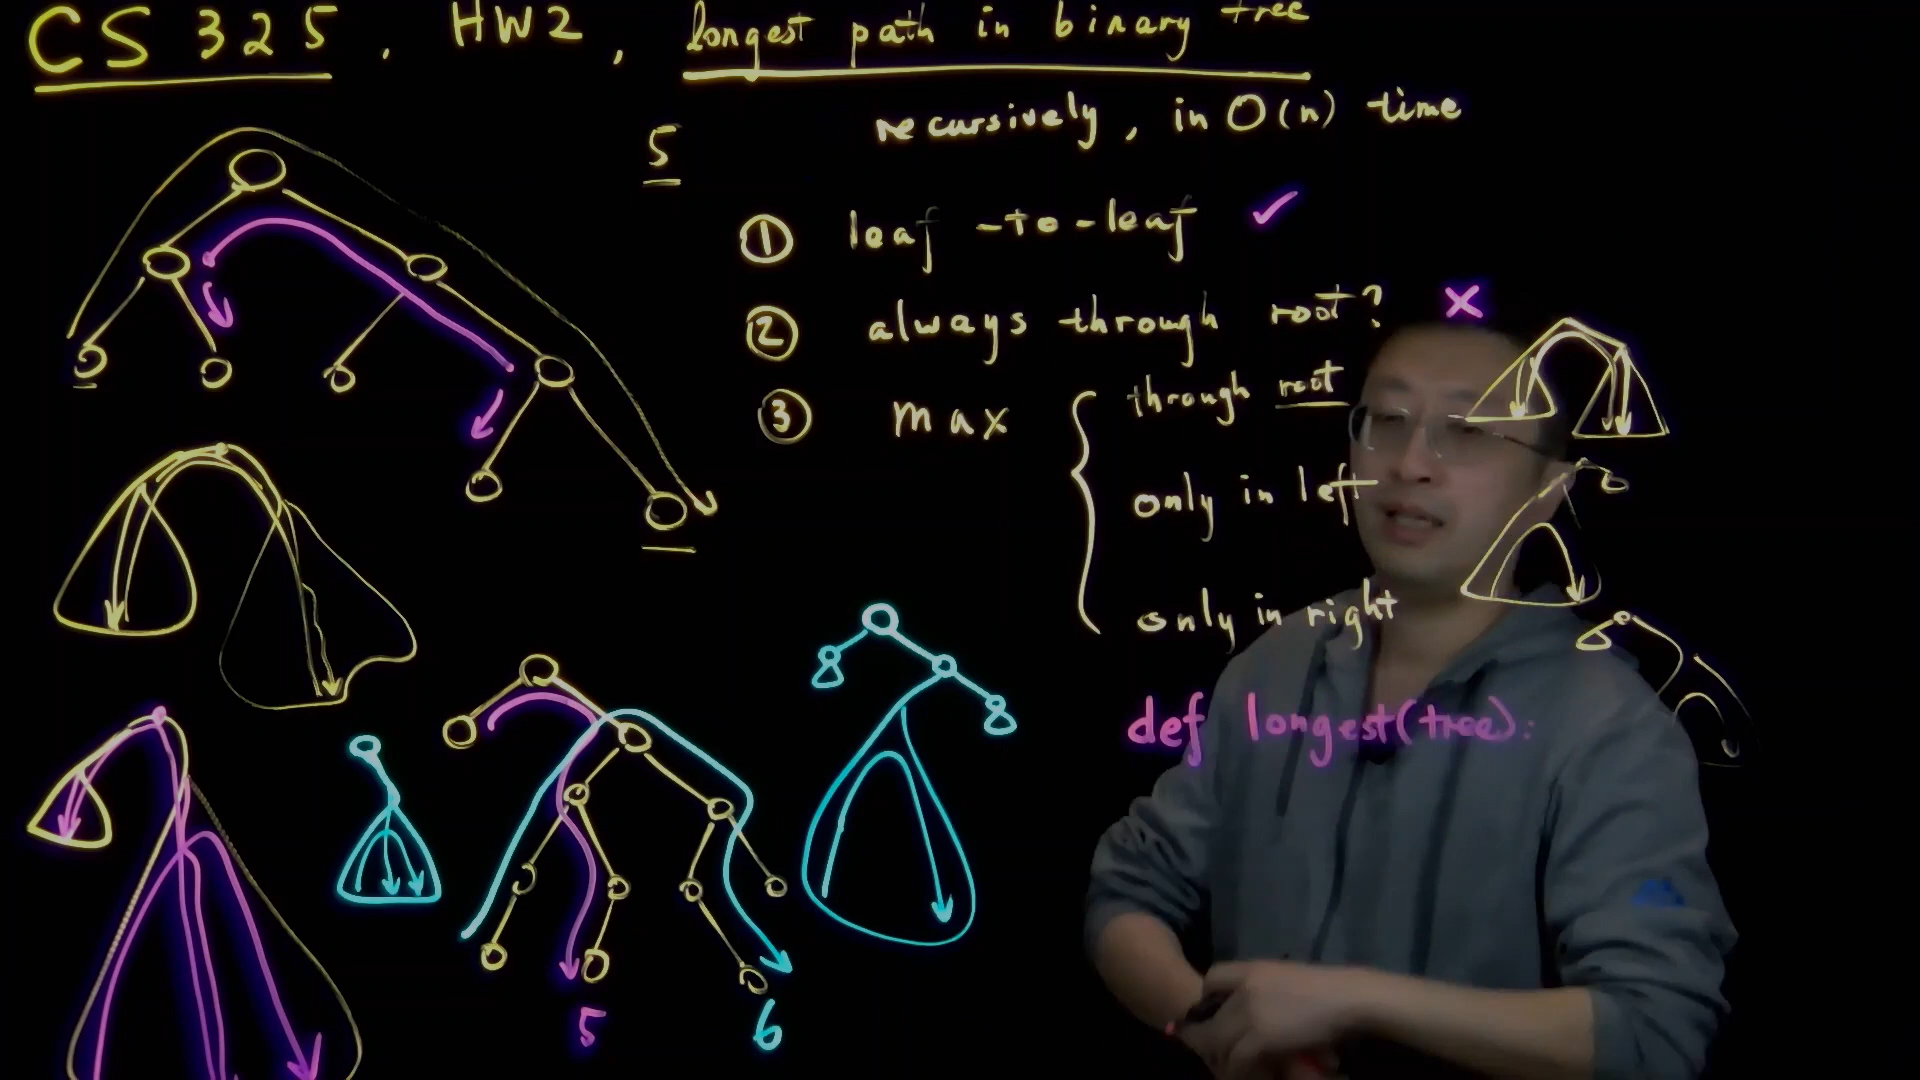 CS 325, HW2, longest path in binary tree
recursively, in O(n) time
5
① leaf-to-leaf ✓
② always through root? ✗
③ max { through root
only in left
only in right
def longest(tree):
5
6